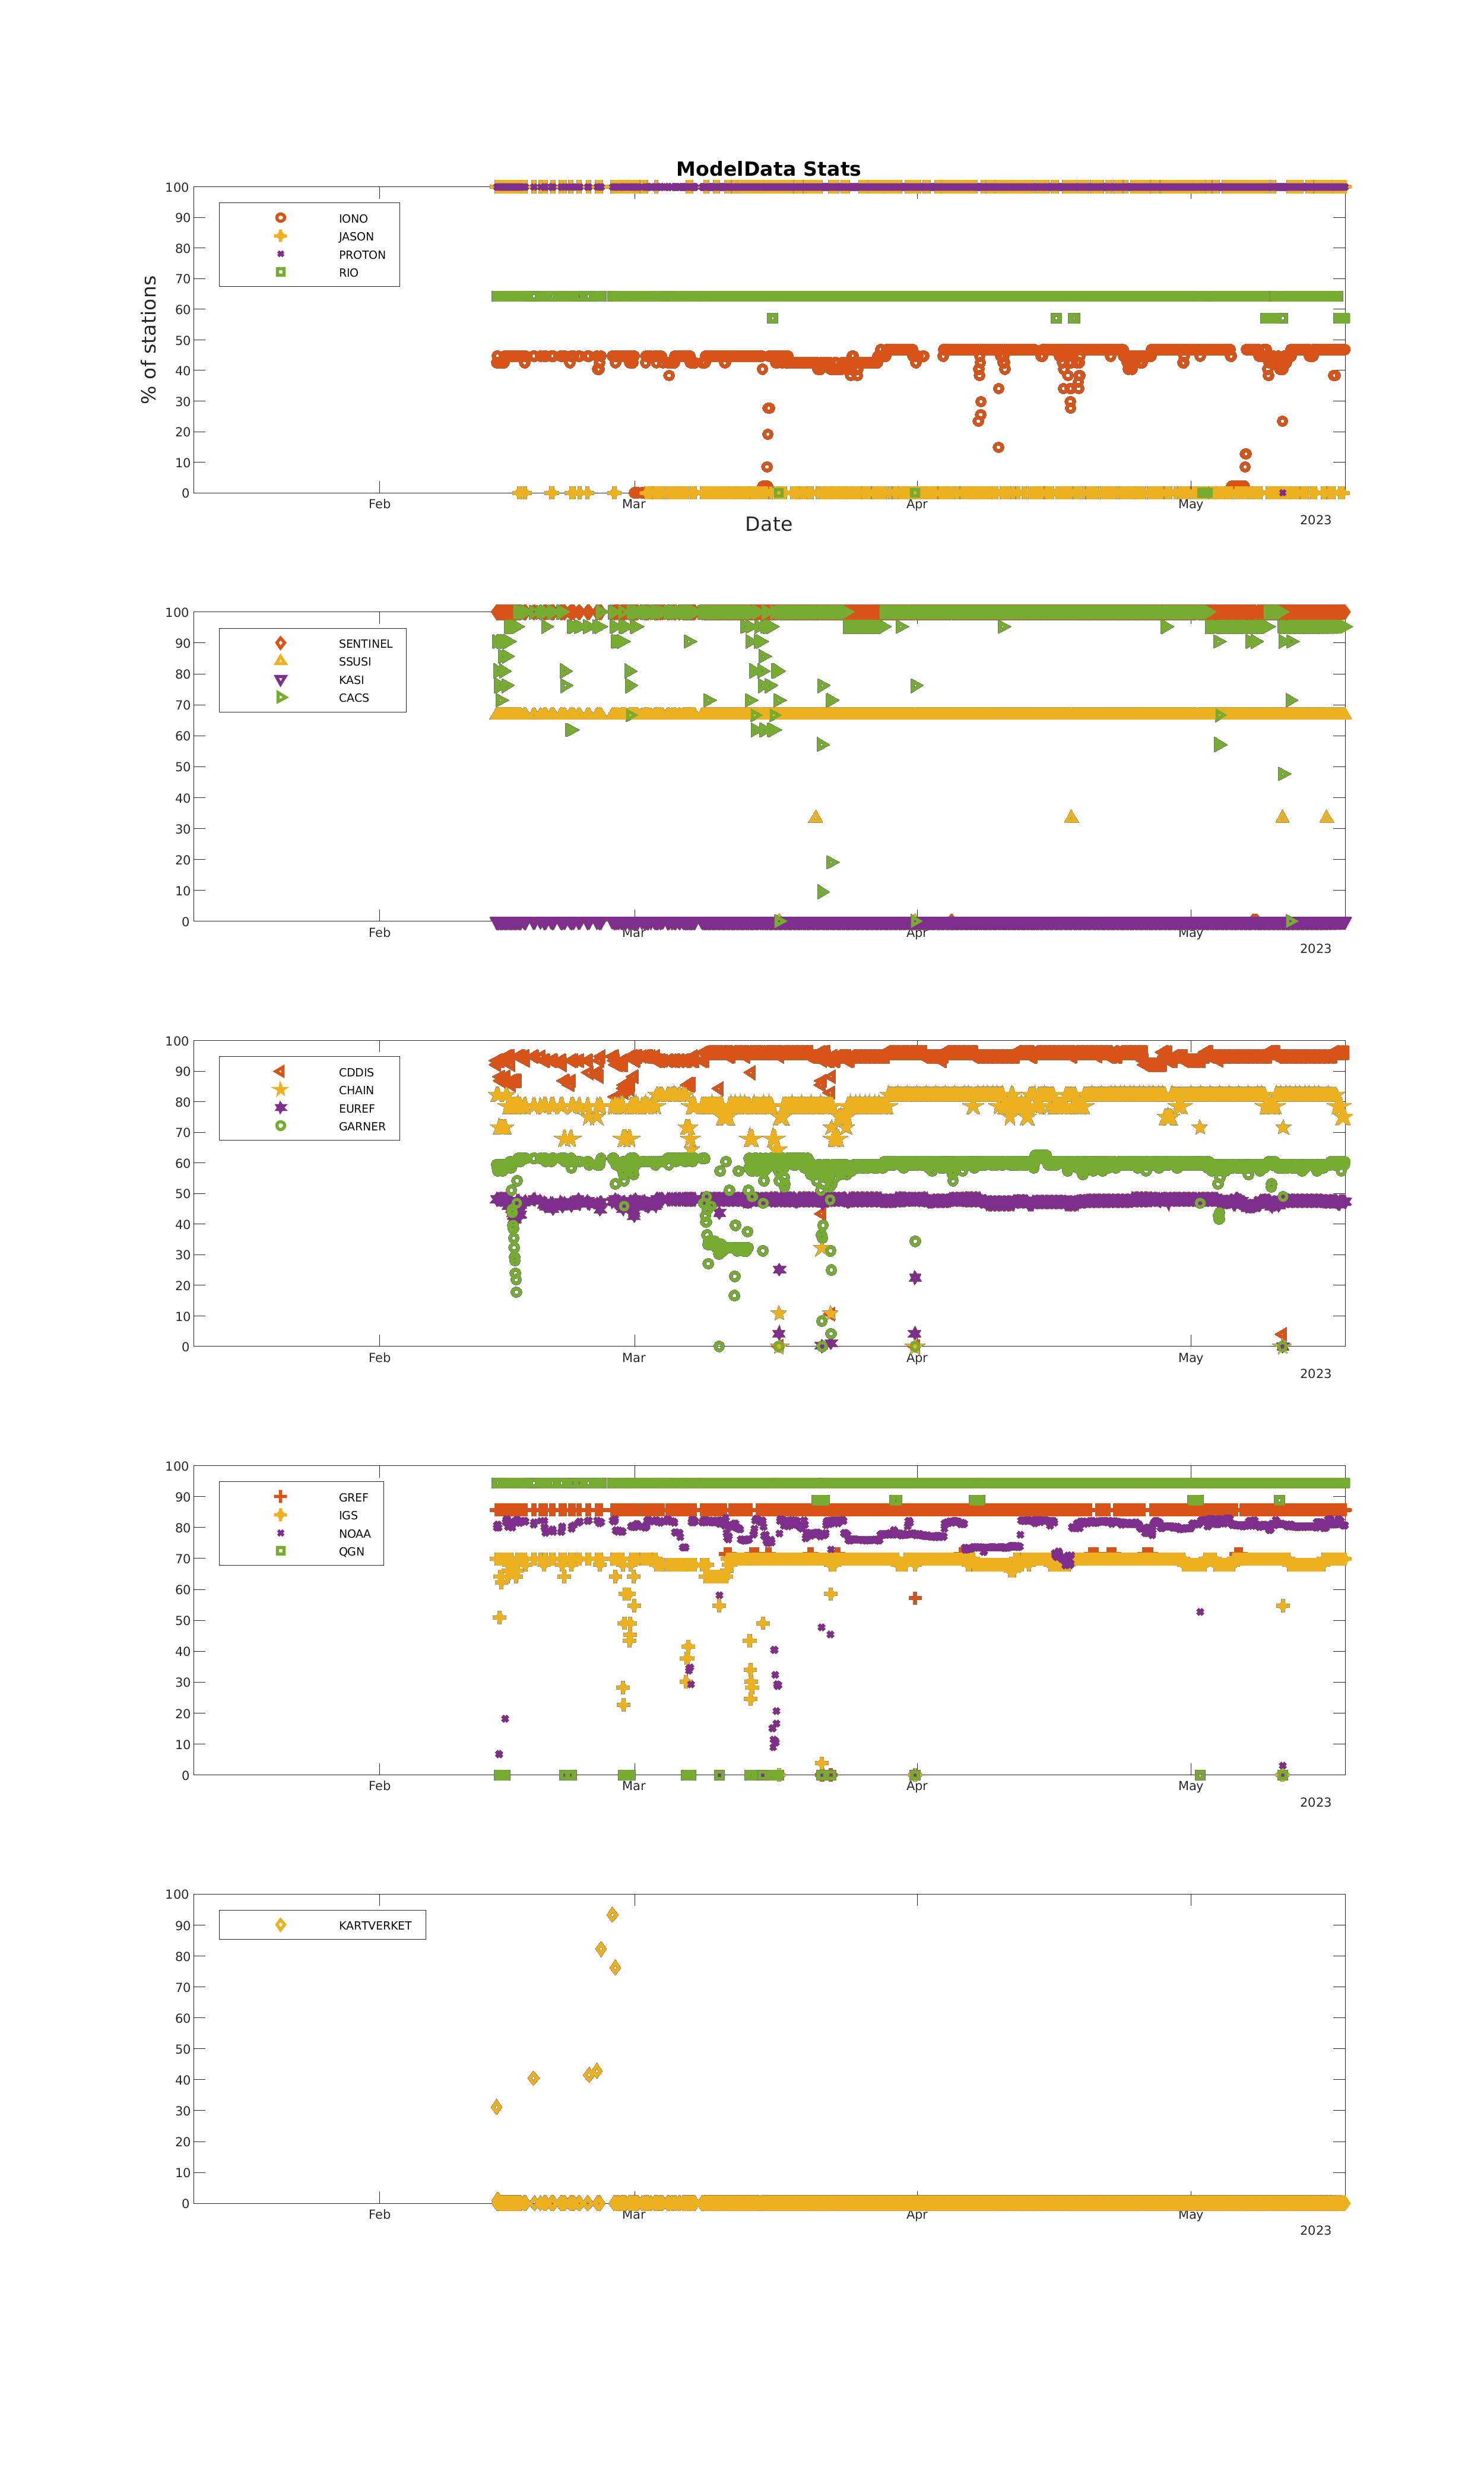 ModelData Stats
100
90
80
70
60
50
40
30
20
10
0
% of stations
IONO
JASON
PROTON
RIO
Feb Mar Apr May
2023
Date
100
90
80
70
60
50
40
30
20
10
0
SENTINEL
SSUSI
KASI
CACS
Feb Mar Apr May
2023
100
90
80
70
60
50
40
30
20
10
0
CDDIS
CHAIN
EUREF
GARNER
Feb Mar Apr May
2023
100
90
80
70
60
50
40
30
20
10
0
GREF
IGS
NOAA
QGN
Feb Mar Apr May
2023
100
90
80
70
60
50
40
30
20
10
0
KARTVERKET
Feb Mar Apr May
2023